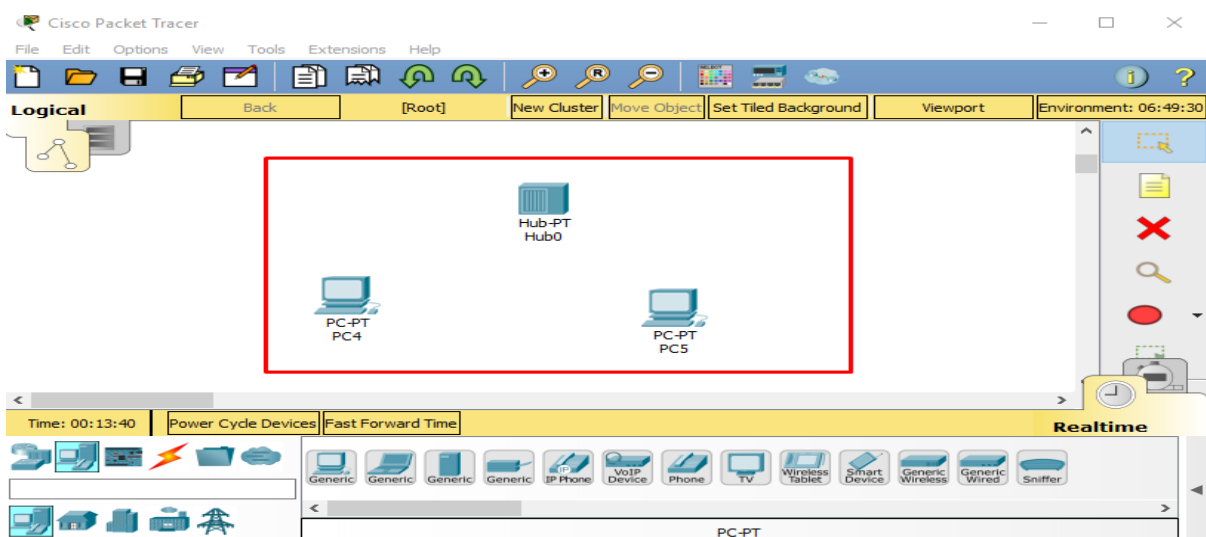 Cisco Packet Tracer
File Edit Options View Tools Extensions Help
Logical Back [Root] New Cluster Move Object Set Tiled Background Viewport Environment: 06:49:30
Hub-PT
Hub0
PC-PT
PC4
PC-PT
PC5
Time: 00:13:40 Power Cycle Devices Fast Forward Time Realtime
Generic Generic Generic Generic IP Phone VoIP Device Phone TV Wireless Tablet Smart Device Generic Wireless Generic Wired Sniffer
PC-PT